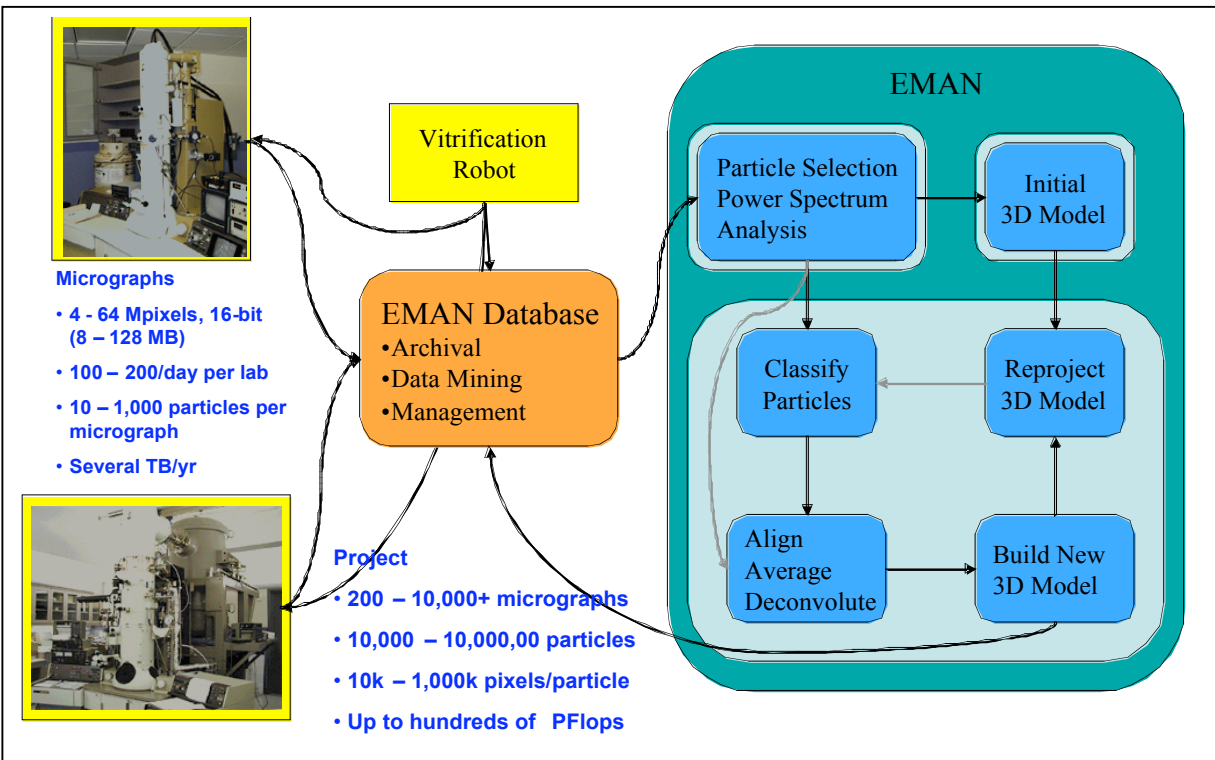 EMAN
Vitrification
Robot
Particle Selection
Power Spectrum
Analysis
Initial
3D Model
Micrographs
• 4 - 64 Mpixels, 16-bit
(8 – 128 MB)
• 100 – 200/day per lab
• 10 – 1,000 particles per
micrograph
• Several TB/yr
EMAN Database
•Archival
•Data Mining
•Management
Classify
Particles
Reproject
3D Model
Align
Average
Deconvolute
Build New
3D Model
Project
• 200 – 10,000+ micrographs
• 10,000 – 10,000,00 particles
• 10k – 1,000k pixels/particle
• Up to hundreds of PFlops